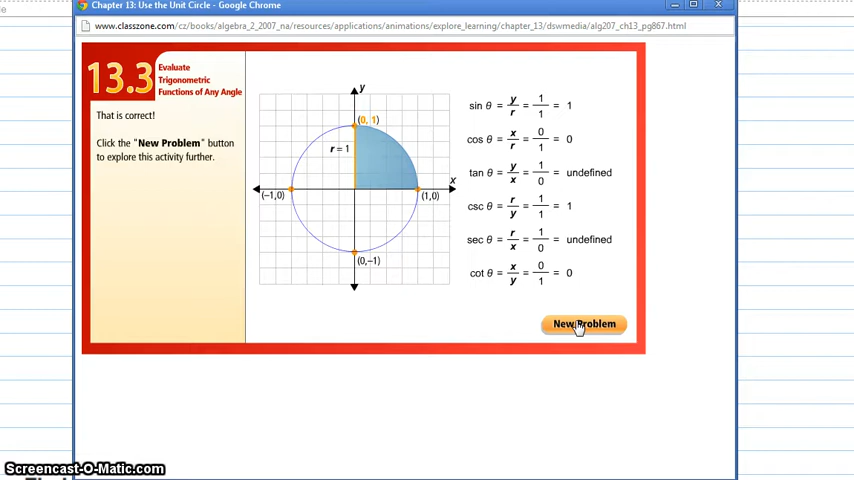 Chapter 13: Use the Unit Circle - Google Chrome
www.classzone.com/cz/books/algebra_2_2007_na/resources/applications/animations/explore_learning/chapter_13/dswmedia/alg207_ch13_pg867.html
13.3
Evaluate
Trigonometric
Functions of Any Angle
That is correct!
Click the "New Problem" button
to explore this activity further.
y
(0, 1)
r = 1
x
(−1,0)
(1,0)
(0,−1)
sin θ = y/r = 1/1 = 1
cos θ = x/r = 0/1 = 0
tan θ = y/x = 1/0 = undefined
csc θ = r/y = 1/1 = 1
sec θ = r/x = 1/0 = undefined
cot θ = x/y = 0/1 = 0
New Problem
Screencast-O-Matic.com